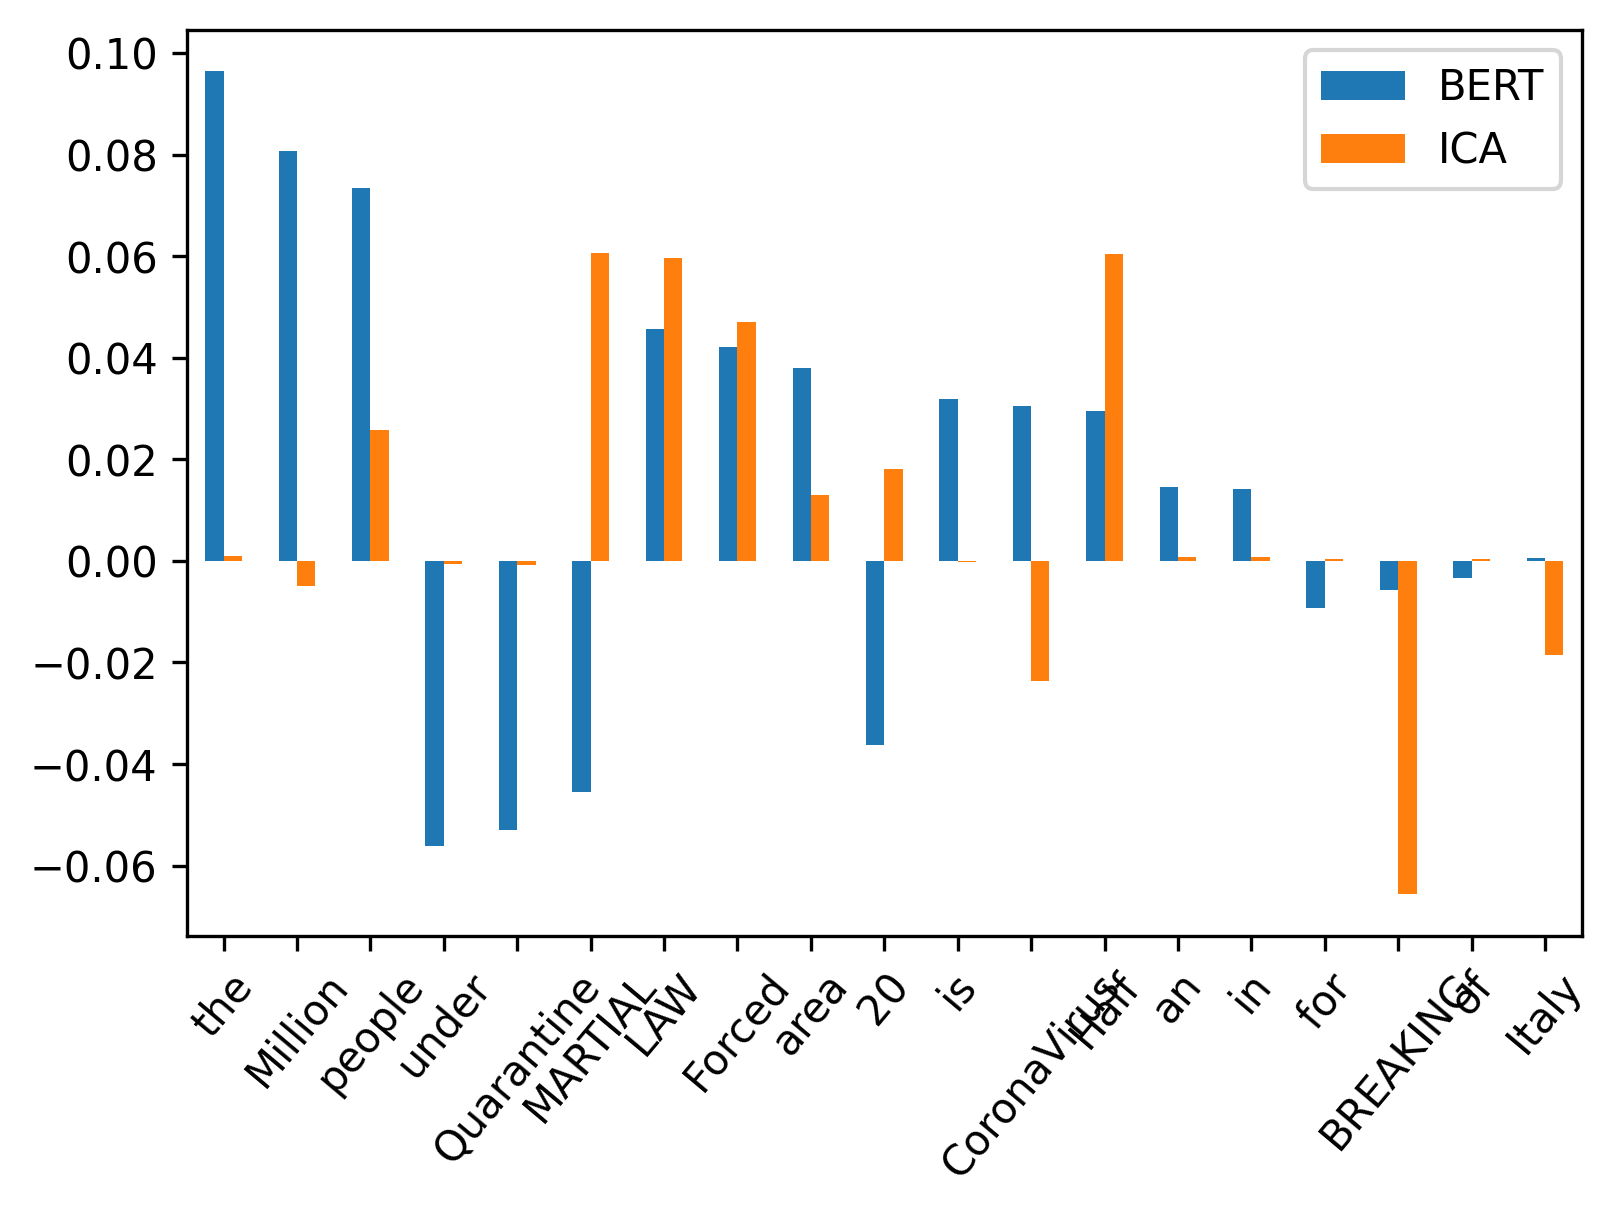 0.10
0.08
0.06
0.04
0.02
0.00
−0.02
−0.04
−0.06
BERT
ICA
the
Million
people
under
Quarantine
MARTIAL
LAW
Forced
area
20
is
CoronaVirus
Half
an
in
for
BREAKING
of
Italy